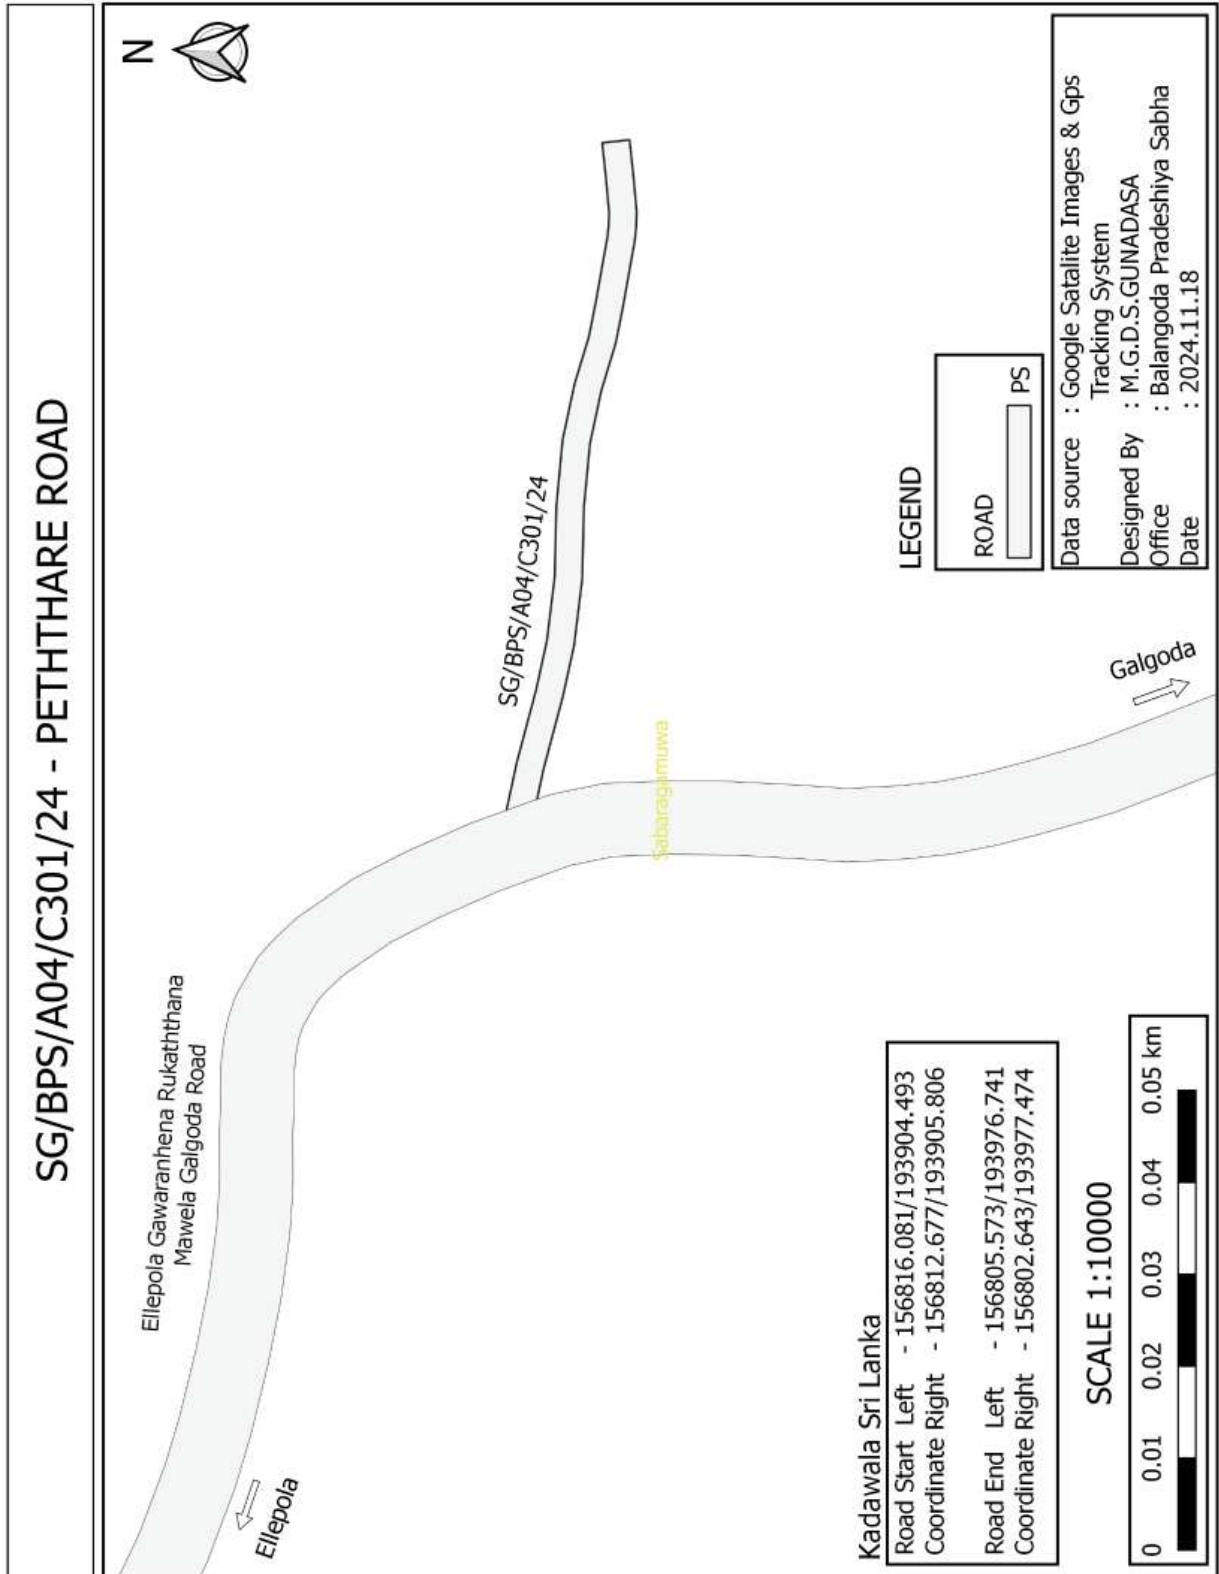 SG/BPS/A04/C301/24 - PETHTHARE ROAD
N
Ellepola Gawaranhena Rukaththana
Mawela Galgoda Road
Ellepola
SG/BPS/A04/C301/24
Sabaragamuwa
Galgoda
Kadawala Sri Lanka
Road Start Left - 156816.081/193904.493
Coordinate Right - 156812.677/193905.806
Road End Left - 156805.573/193976.741
Coordinate Right - 156802.643/193977.474
SCALE 1:10000
0 0.01 0.02 0.03 0.04 0.05 km
LEGEND
ROAD
PS
Data source : Google Satalite Images & Gps
Tracking System
Designed By : M.G.D.S.GUNADASA
Office : Balangoda Pradeshiya Sabha
Date : 2024.11.18